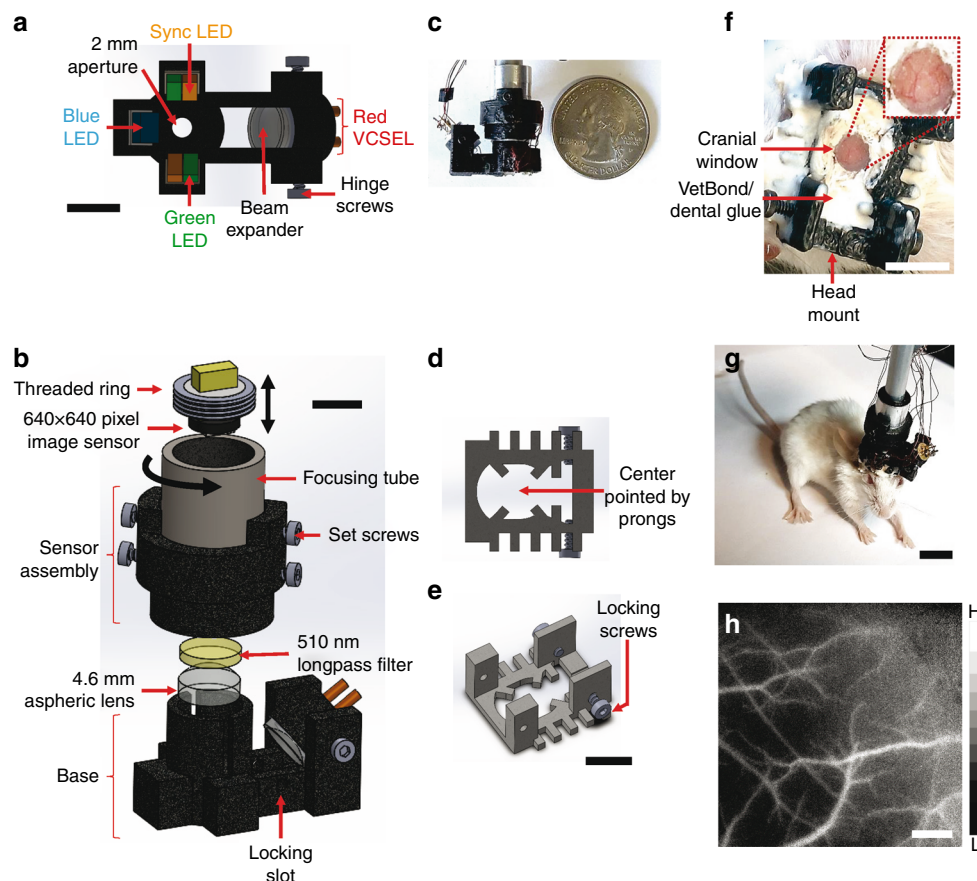 a
Sync LED
2 mm
aperture
Blue
LED
Green
LED
Beam
expander
Red
VCSEL
Hinge
screws
b
Threaded ring
640×640 pixel
image sensor
Focusing tube
Set screws
Sensor
assembly
510 nm
longpass filter
4.6 mm
aspheric lens
Base
Locking
slot
c
d
Center
pointed by
prongs
e
Locking
screws
f
Cranial
window
VetBond/
dental glue
Head
mount
g
h
H
L